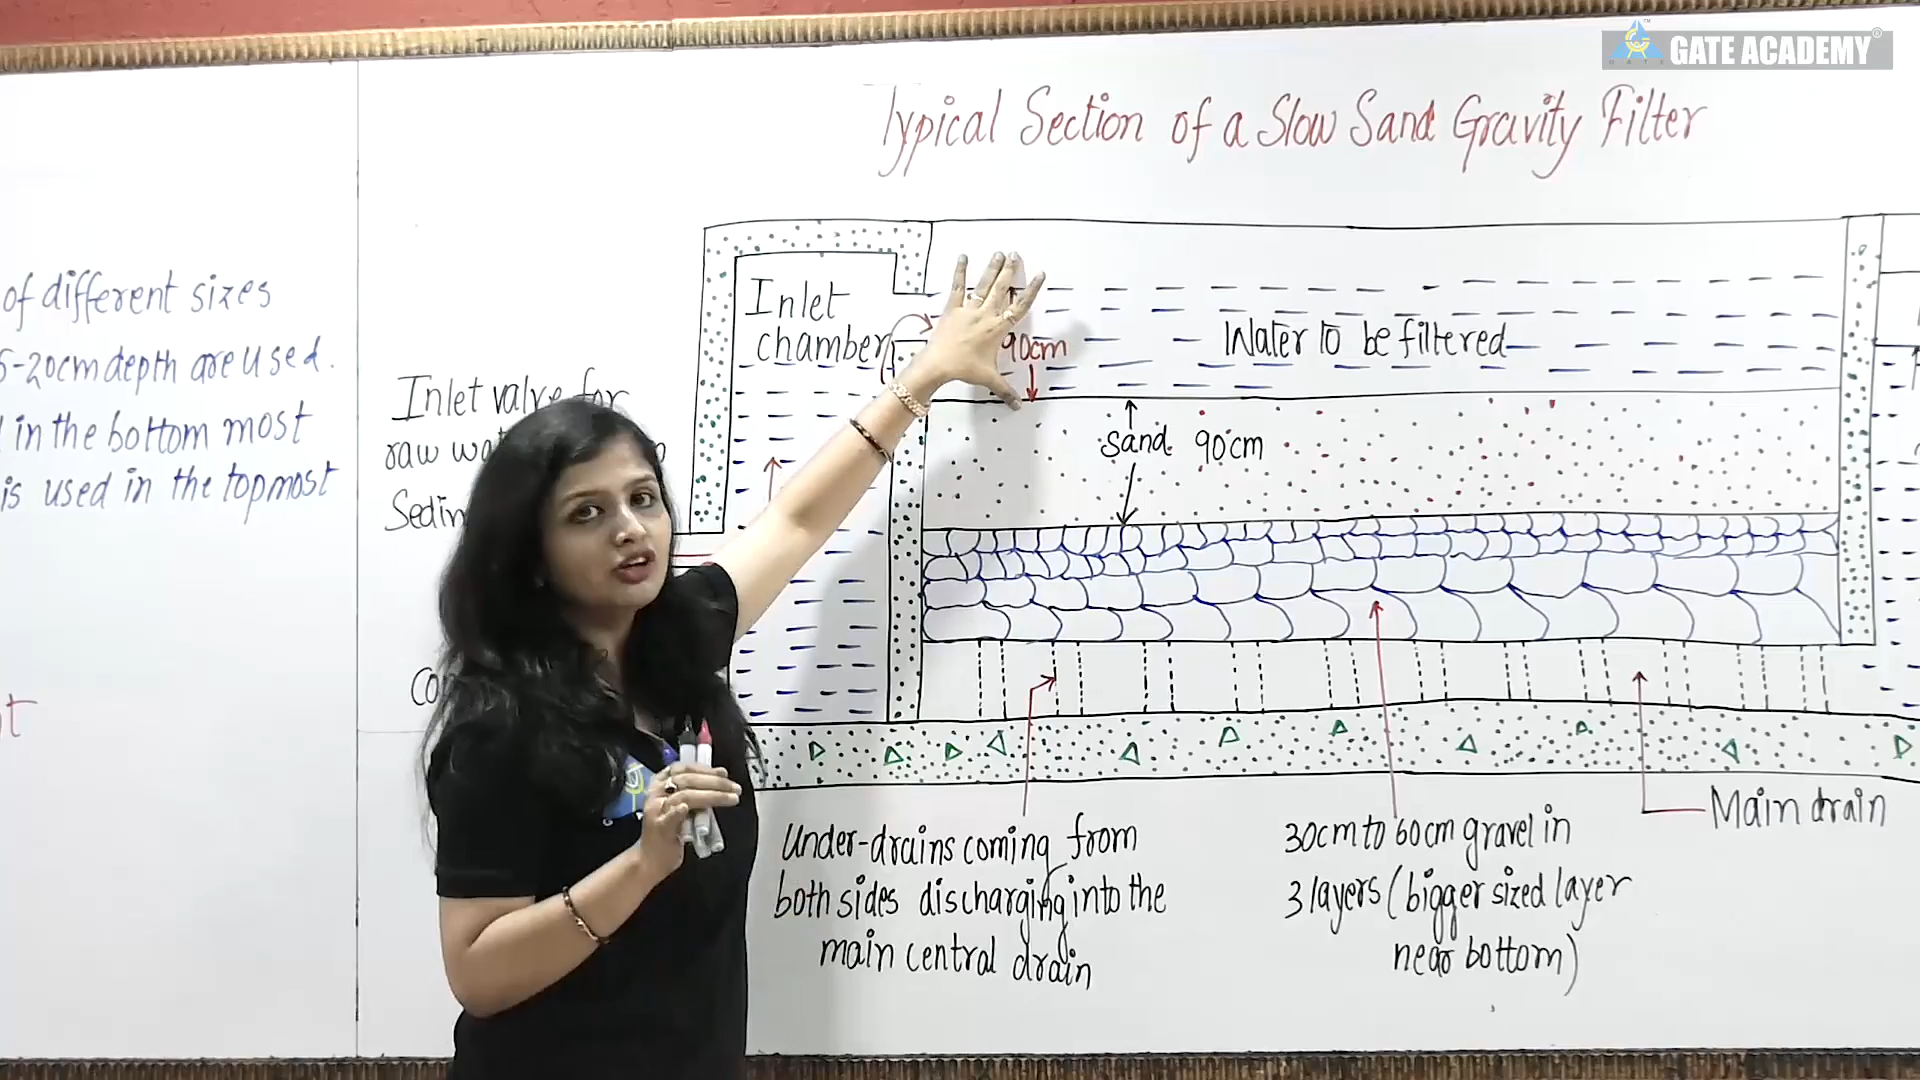 GATE ACADEMY
Typical Section of a Slow Sand Gravity Filter
of different sizes
-20cm depth are used.
in the bottom most
is used in the topmost
Inlet valve for
raw
Inlet
chamber
90cm
Water to be filtered
Sand 90cm
Under-drains coming from
both sides discharging into the
main central drain
30cm to 60cm gravel in
3 layers (bigger sized layer
near bottom)
Main drain